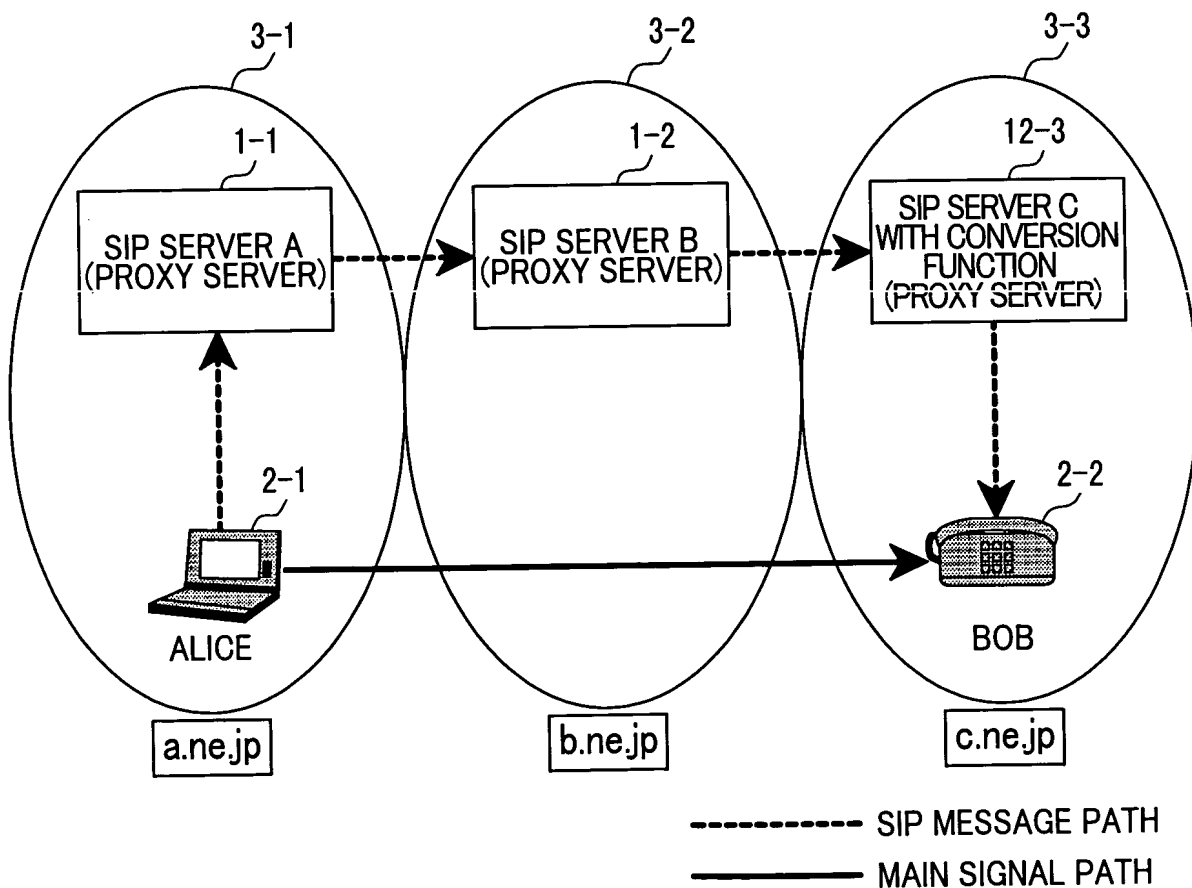 3-1
3-2
3-3
1-1
1-2
12-3
SIP SERVER A
(PROXY SERVER)
SIP SERVER B
(PROXY SERVER)
SIP SERVER C
WITH CONVERSION
FUNCTION
(PROXY SERVER)
2-1
2-2
ALICE
BOB
a.ne.jp
b.ne.jp
c.ne.jp
SIP MESSAGE PATH
MAIN SIGNAL PATH